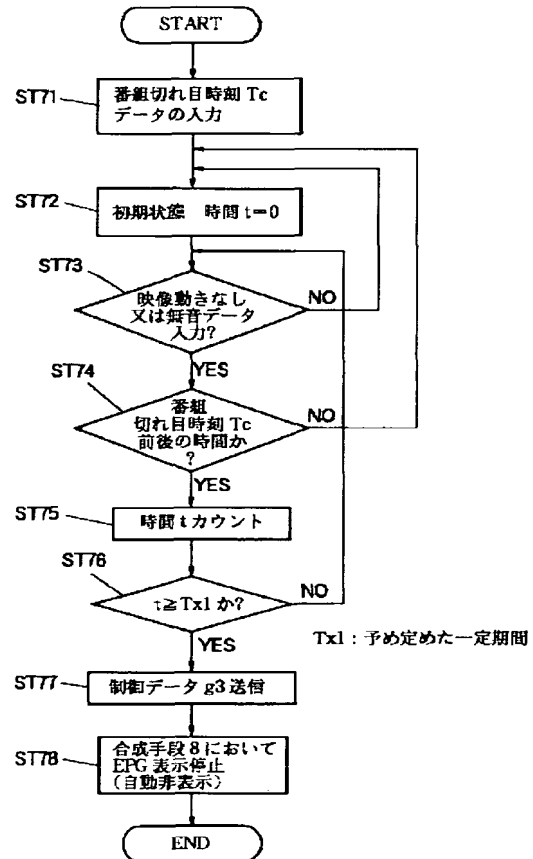 START
ST71
番組切れ目時刻 Tc
データの入力
ST72
初期状態 時間 t=0
ST73
映像動きなし
又は無音データ
入力?
NO
YES
ST74
番組
切れ目時刻 Tc
前後の時間か
?
NO
YES
ST75
時間 t カウント
ST76
t≧Tx1 か?
NO
YES
Tx1:予め定めた一定期間
ST77
制御データ g3 送信
ST78
合成手段 8 において
EPG 表示停止
(自動非表示)
END